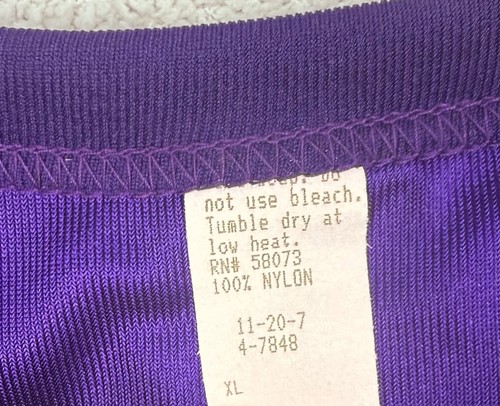 not use bleach.
Tumble dry at
low heat.
RN# 58073
100% NYLON
11-20-7
4-7848
XL